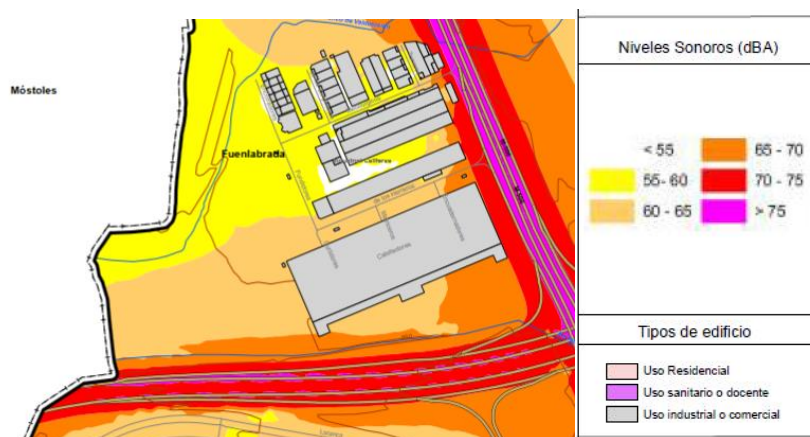 Móstoles
Fuenlabrada
Niveles Sonoros (dBA)
< 55
55- 60
60 - 65
65 - 70
70 - 75
> 75
Tipos de edificio
Uso Residencial
Uso sanitario o docente
Uso industrial o comercial